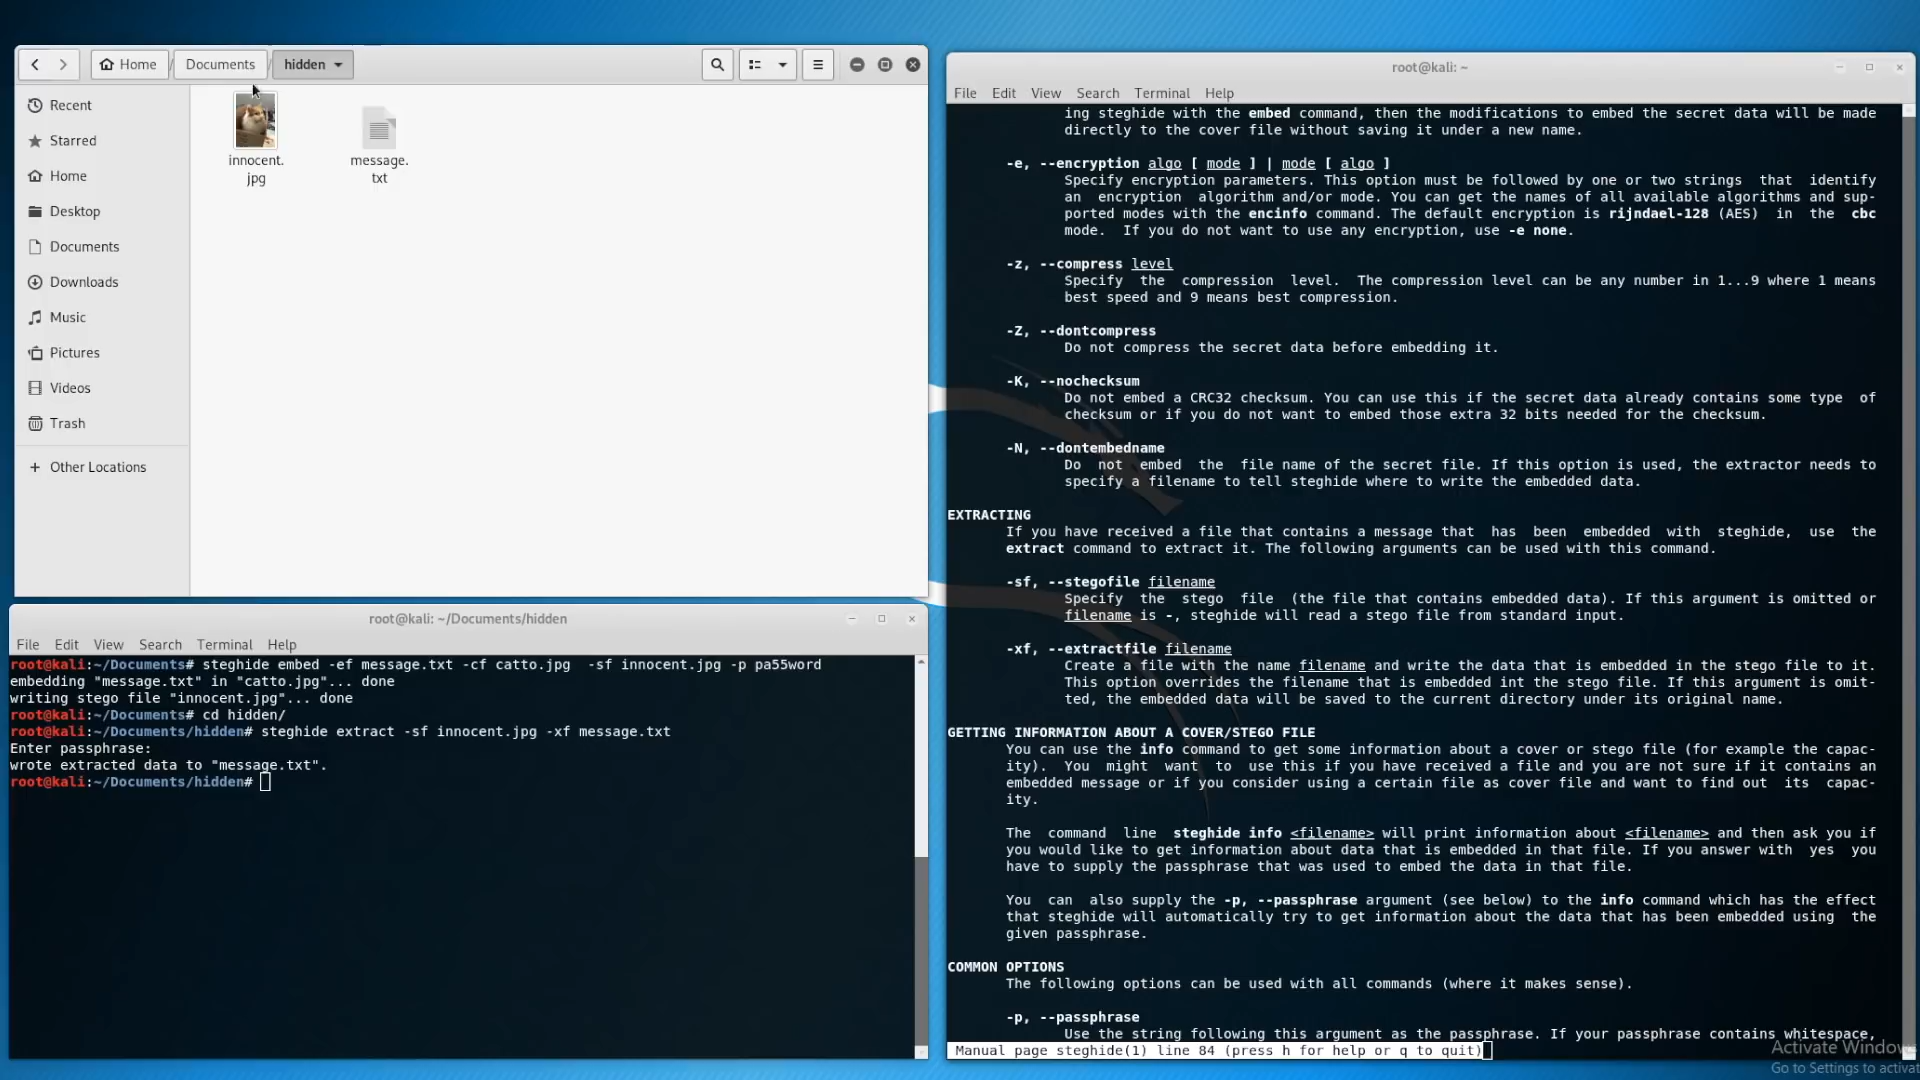 Home
Documents
hidden
Recent
Starred
Home
Desktop
Documents
Downloads
Music
Pictures
Videos
Trash
+ Other Locations
innocent.
jpg
message.
txt
root@kali: ~/Documents/hidden
File Edit View Search Terminal Help
root@kali:~/Documents# steghide embed -ef message.txt -cf catto.jpg  -sf innocent.jpg -p pa55word
embedding "message.txt" in "catto.jpg"... done
writing stego file "innocent.jpg"... done
root@kali:~/Documents# cd hidden/
root@kali:~/Documents/hidden# steghide extract -sf innocent.jpg -xf message.txt
Enter passphrase:
wrote extracted data to "message.txt".
root@kali:~/Documents/hidden#
root@kali: ~
File Edit View Search Terminal Help
ing steghide with the embed command, then the modifications to embed the secret data will be made
directly to the cover file without saving it under a new name.
-e, --encryption algo [ mode ] | mode [ algo ]
Specify encryption parameters. This option must be followed by one or two strings  that  identify
an  encryption  algorithm and/or mode. You can get the names of all available algorithms and sup-
ported modes with the encinfo command. The default encryption is rijndael-128 (AES)  in  the  cbc
mode.  If you do not want to use any encryption, use -e none.
-z, --compress level
Specify  the  compression  level.  The compression level can be any number in 1...9 where 1 means
best speed and 9 means best compression.
-Z, --dontcompress
Do not compress the secret data before embedding it.
-K, --nochecksum
Do not embed a CRC32 checksum. You can use this if the secret data already contains some type  of
checksum or if you do not want to embed those extra 32 bits needed for the checksum.
-N, --dontembedname
Do  not  embed  the  file name of the secret file. If this option is used, the extractor needs to
specify a filename to tell steghide where to write the embedded data.
EXTRACTING
If you have received a file that contains a message that  has  been  embedded  with  steghide,  use  the
extract command to extract it. The following arguments can be used with this command.
-sf, --stegofile filename
Specify  the  stego  file  (the file that contains embedded data). If this argument is omitted or
filename is -, steghide will read a stego file from standard input.
-xf, --extractfile filename
Create a file with the name filename and write the data that is embedded in the stego file to it.
This option overrides the filename that is embedded int the stego file. If this argument is omit-
ted, the embedded data will be saved to the current directory under its original name.
GETTING INFORMATION ABOUT A COVER/STEGO FILE
You can use the info command to get some information about a cover or stego file (for example the capac-
ity).  You  might  want  to  use this if you have received a file and you are not sure if it contains an
embedded message or if you consider using a certain file as cover file and want to find out  its  capac-
ity.
The  command  line  steghide info <filename> will print information about <filename> and then ask you if
you would like to get information about data that is embedded in that file. If you answer with  yes  you
have to supply the passphrase that was used to embed the data in that file.
You  can  also supply the -p, --passphrase argument (see below) to the info command which has the effect
that steghide will automatically try to get information about the data that has been embedded using  the
given passphrase.
COMMON OPTIONS
The following options can be used with all commands (where it makes sense).
-p, --passphrase
Use the string following this argument as the passphrase. If your passphrase contains whitespace,
Manual page steghide(1) line 84 (press h for help or q to quit)
Activate Windows
Go to Settings to activat